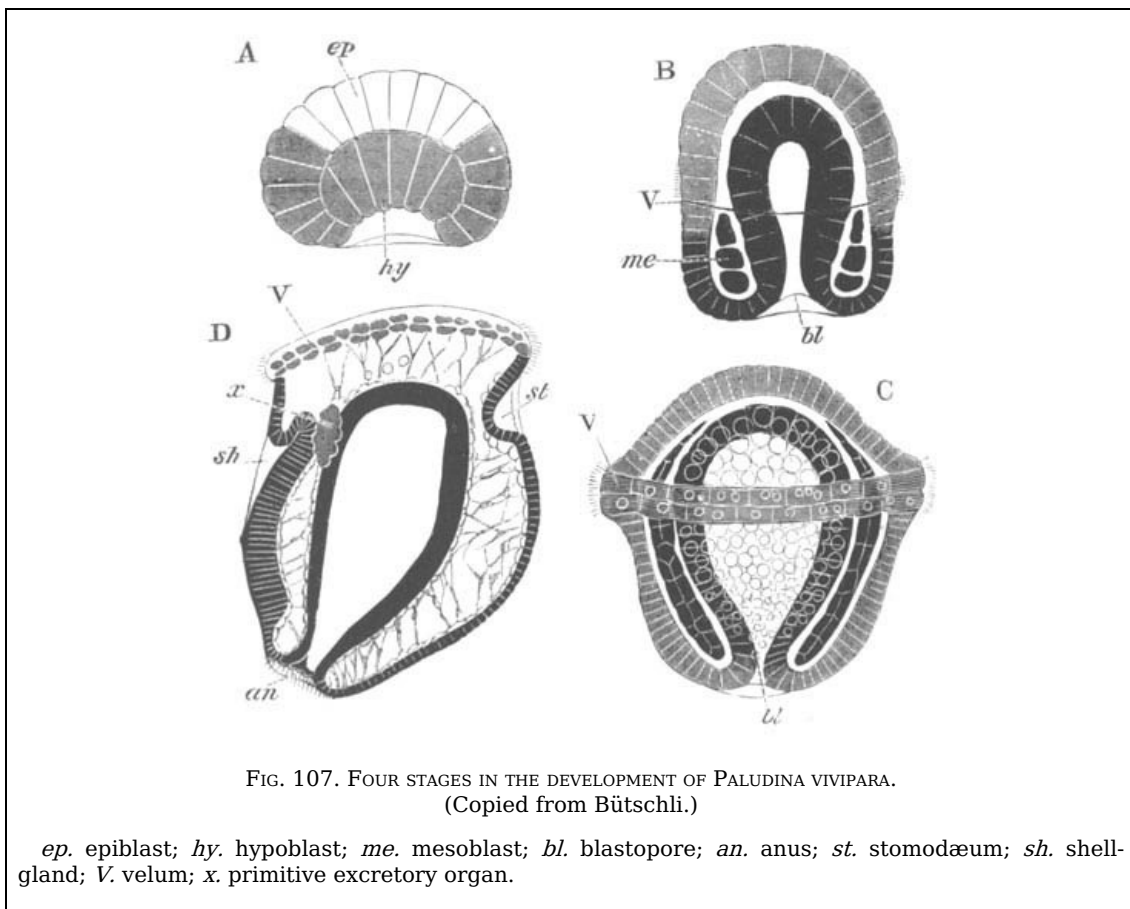 A
ep
hy
B
V
me
bl
D
V
x
sh
st
an
C
V
bl
FIG. 107. FOUR STAGES IN THE DEVELOPMENT OF PALUDINA VIVIPARA.
(Copied from Bütschli.)
ep. epiblast; hy. hypoblast; me. mesoblast; bl. blastopore; an. anus; st. stomodæum; sh. shell-
gland; V. velum; x. primitive excretory organ.